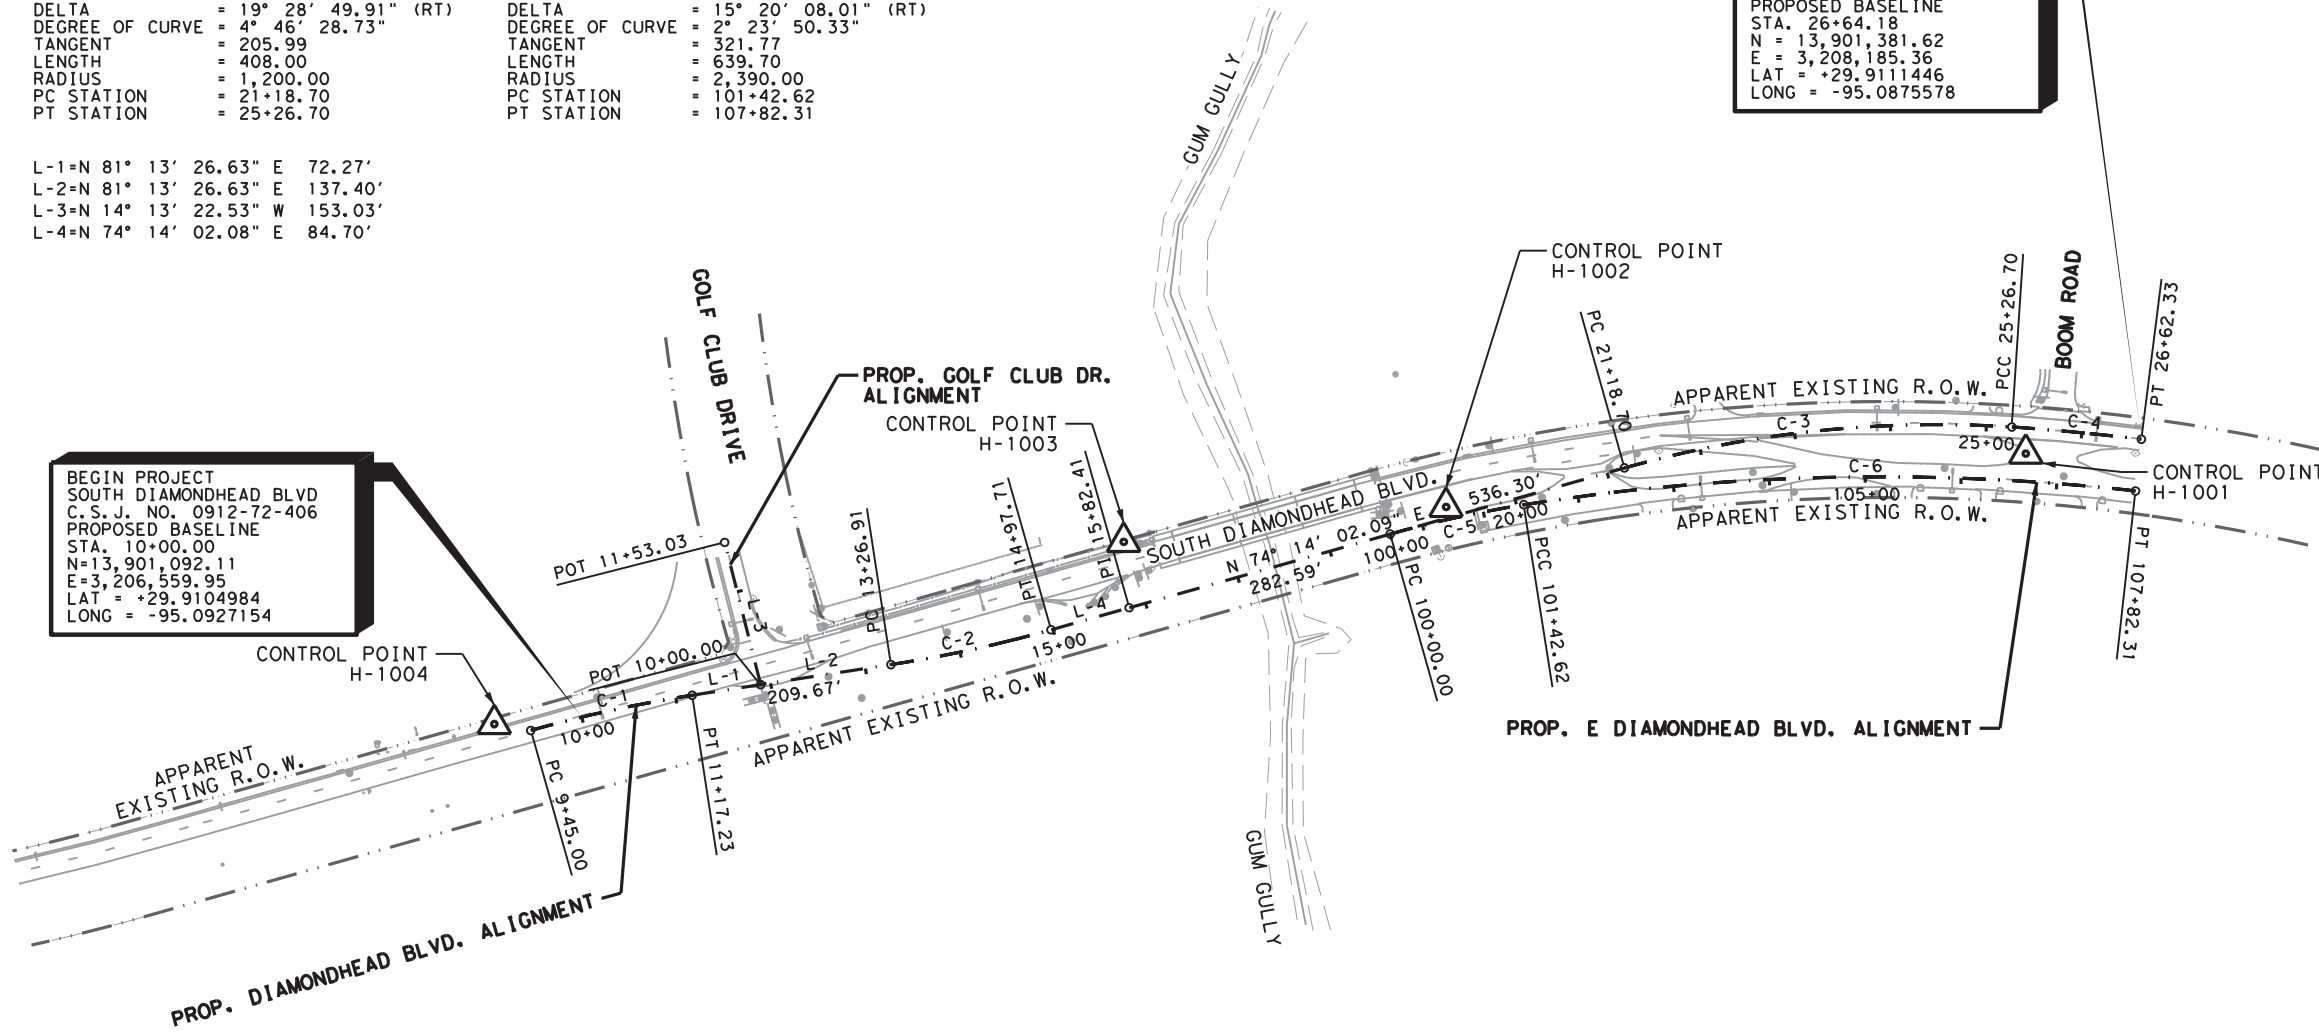 DELTA = 19° 28' 49.91" (RT)
DEGREE OF CURVE = 4° 46' 28.73"
TANGENT = 205.99
LENGTH = 408.00
RADIUS = 1,200.00
PC STATION = 21+18.70
PT STATION = 25+26.70
DELTA = 15° 20' 08.01" (RT)
DEGREE OF CURVE = 2° 23' 50.33"
TANGENT = 321.77
LENGTH = 639.70
RADIUS = 2,390.00
PC STATION = 101+42.62
PT STATION = 107+82.31
L-1=N 81° 13' 26.63" E 72.27'
L-2=N 81° 13' 26.63" E 137.40'
L-3=N 14° 13' 22.53" W 153.03'
L-4=N 74° 14' 02.08" E 84.70'
PROPOSED BASELINE
STA. 26+64.18
N = 13,901,381.62
E = 3,208,185.36
LAT = +29.9111446
LONG = -95.0875578
GUM GULLY
CONTROL POINT
H-1002
GOLF CLUB DRIVE
PROP. GOLF CLUB DR.
ALIGNMENT
CONTROL POINT
H-1003
PC 21+18.70
PCC 25+26.70
BOOM ROAD
PT 26+62.33
APPARENT EXISTING R.O.W.
C-3
C-4
25+00
CONTROL POINT
H-1001
C-6
105+00
APPARENT EXISTING R.O.W.
BEGIN PROJECT
SOUTH DIAMONDHEAD BLVD
C.S.J. NO. 0912-72-406
PROPOSED BASELINE
STA. 10+00.00
N=13,901,092.11
E=3,206,559.95
LAT = +29.9104984
LONG = -95.0927154
POT 11+53.03
PC 13+26.91
PT 14+97.71
PI 15+82.41
SOUTH DIAMONDHEAD BLVD.
N 74° 14' 02.09" E 536.30'
282.59'
100+00
C-5
20+00
PC 100+00.00
PCC 101+42.62
PT 107+82.31
CONTROL POINT
H-1004
POT 10+00.00
L-3
L-4
C-2
15+00
L-2
L-1
209.67'
C-1
10+00
APPARENT EXISTING R.O.W.
APPARENT
EXISTING R.O.W.
PC 9+45.00
PT 11+17.23
PROP. E DIAMONDHEAD BLVD. ALIGNMENT
GUM GULLY
PROP. DIAMONDHEAD BLVD. ALIGNMENT